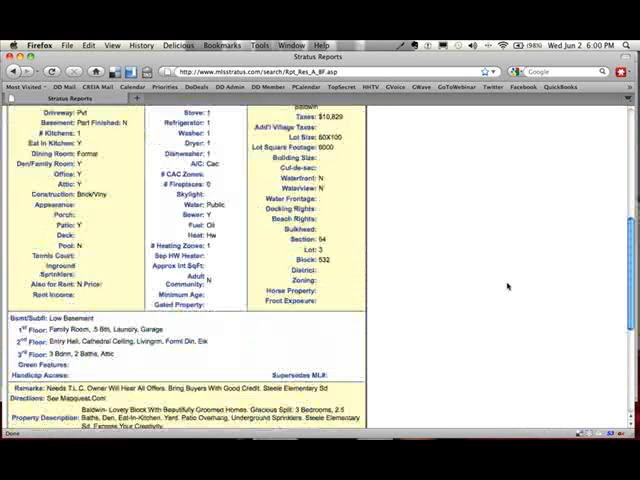 Firefox File Edit View History Delicious Bookmarks Tools Window Help (98%) Wed Jun 2 6:00 PM
Stratus Reports
http://www.mlsstratus.com/search/Rpt_Res_A_BF.asp Google
Most Visited DD Mail CREIA Mail Calendar Priorities DoDeals DD Admin DD Member PCalendar TopSecret HHTV GVoice GWave GoToWebinar Twitter Facebook QuickBooks
Stratus Reports
Driveway: Pvt
Basement: Part Finished: N
# Kitchens: 1
Eat In Kitchen: Y
Dining Room: Formal
Den/Family Room: Y
Office: Y
Attic: Y
Construction: Brick/Viny
Appearance:
Porch:
Patio: Y
Deck:
Pool: N
Tennis Court:
Inground
Sprinklers:
Also for Rent: N Price:
Rent Income:
Stove: 1
Refrigerator: 1
Washer: 1
Dryer: 1
Dishwasher: 1
A/C: Cac
# CAC Zones:
# Fireplaces: 0
Skylight:
Water: Public
Sewer: Y
Fuel: Oil
Heat: Hw
# Heating Zones: 1
Sep HW Heater:
Approx Int SqFt:
Adult
Community: N
Minimum Age:
Gated Property:
Baldwin
Taxes: $10,829
Add'l Village Taxes:
Lot Size: 60X100
Lot Square Footage: 6000
Building Size:
Cul-de-sac:
Waterfront: N
Waterview: N
Water Frontage:
Docking Rights:
Beach Rights:
Bulkhead:
Section: 54
Lot: 3
Block: 532
District:
Zoning:
Horse Property:
Front Exposure:
Bsmt/Subfl: Low Basement
1st Floor: Family Room, .5 Bth, Laundry, Garage
2nd Floor: Entry Hall, Cathedral Ceiling, Livingrm, Forml Din, Eik
3rd Floor: 3 Bdrm, 2 Baths, Attic
Green Features:
Handicap Access: Supersedes ML#:
Remarks: Needs T.L.C. Owner Will Hear All Offers. Bring Buyers With Good Credit. Steele Elementary Sd
Directions: See Mapquest.Com
Baldwin- Lovely Block With Beautifully Groomed Homes. Glacious Split: 3 Bedrooms, 2.5
Property Description: Baths, Den, Eat-In-Kitchen, Yard. Patio Overhang, Underground Sprinklers. Steele Elementary
Sd. Express Your Creativity.
Done